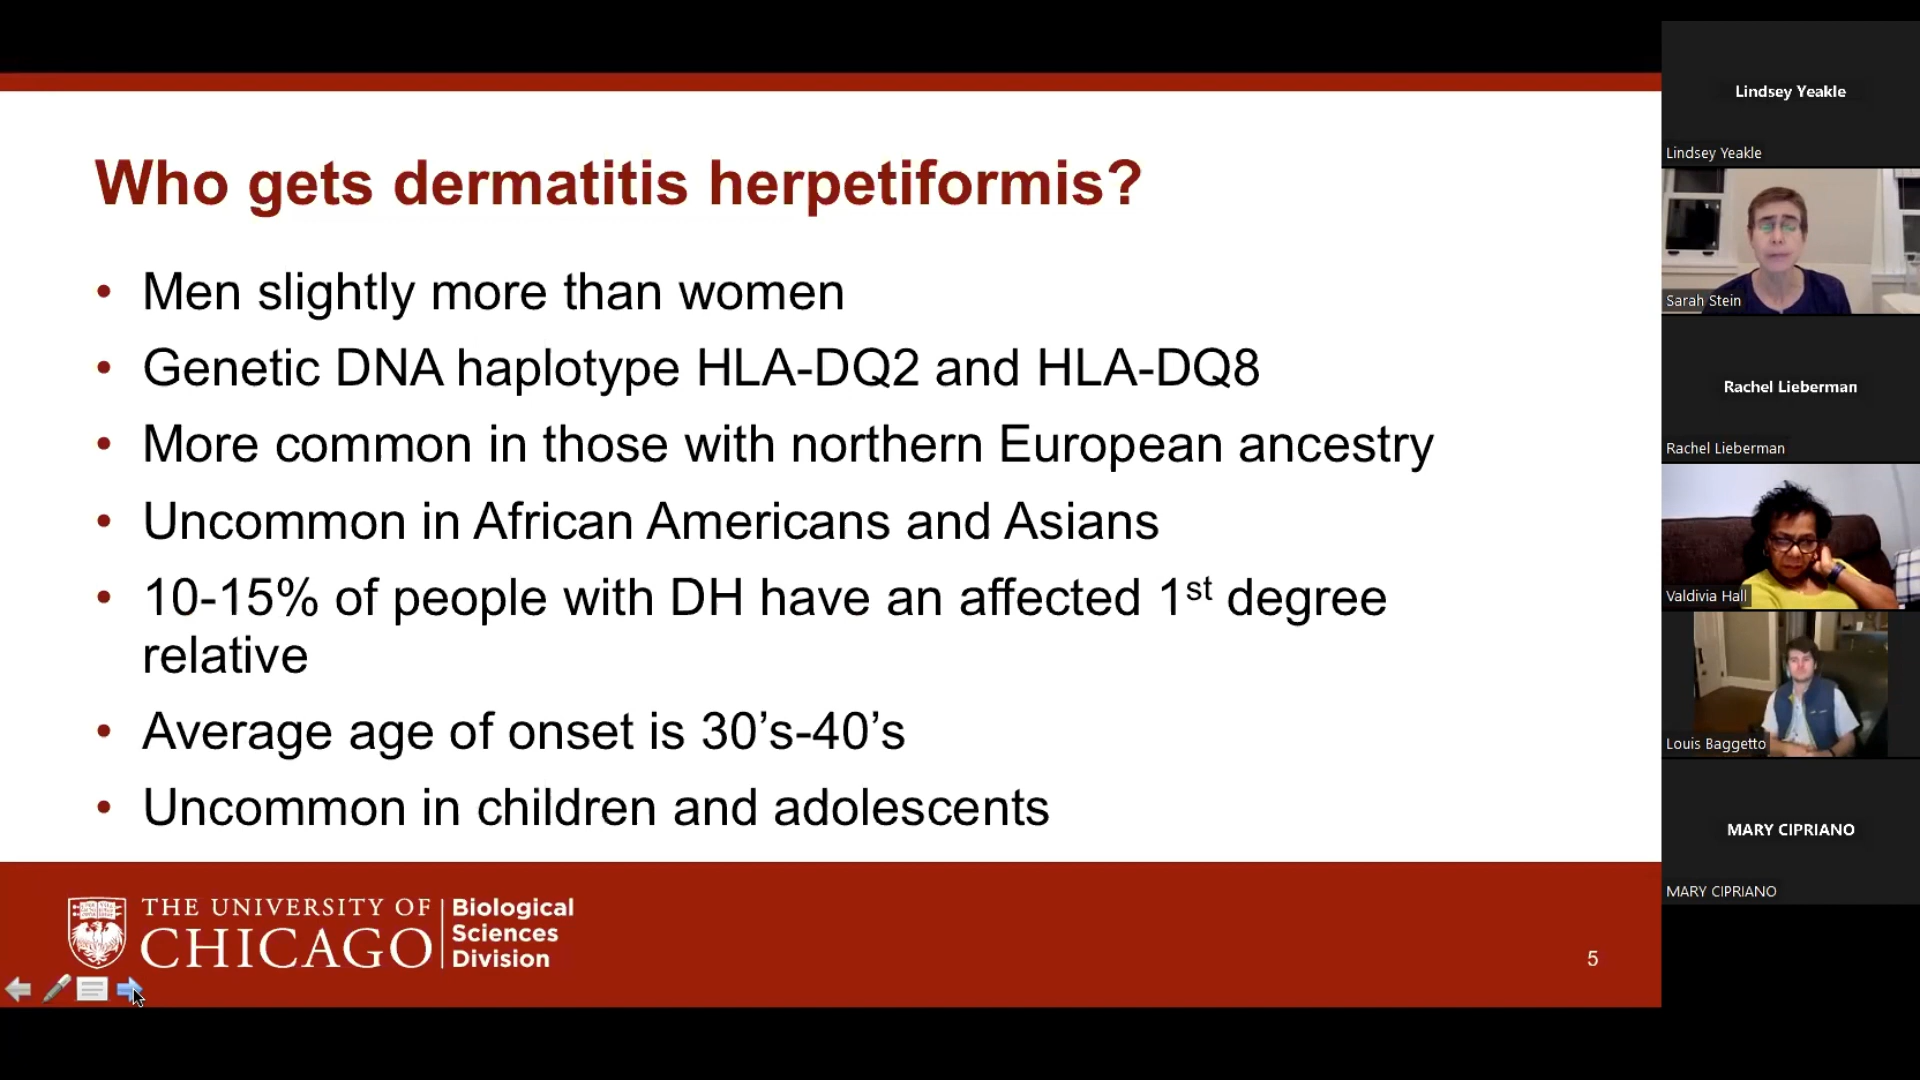 Who gets dermatitis herpetiformis?
• Men slightly more than women
• Genetic DNA haplotype HLA-DQ2 and HLA-DQ8
• More common in those with northern European ancestry
• Uncommon in African Americans and Asians
• 10-15% of people with DH have an affected 1st degree
relative
• Average age of onset is 30’s-40’s
• Uncommon in children and adolescents
THE UNIVERSITY OF
CHICAGO
Biological
Sciences
Division
5
Lindsey Yeakle
Lindsey Yeakle
Sarah Stein
Rachel Lieberman
Rachel Lieberman
Valdivia Hall
Louis Baggetto
MARY CIPRIANO
MARY CIPRIANO